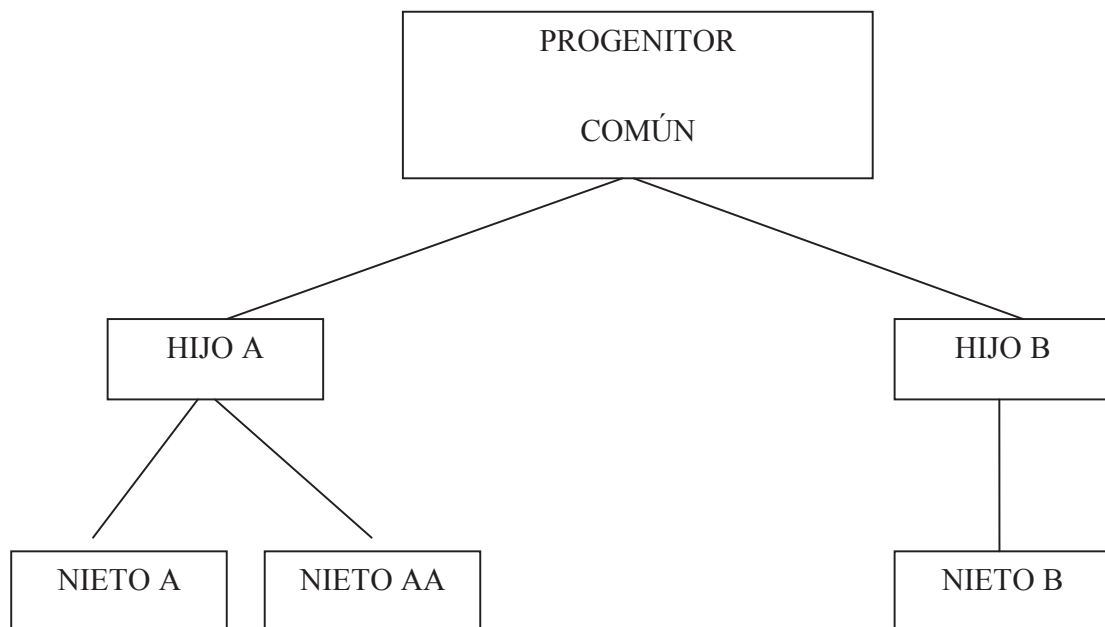 PROGENITOR
COMÚN
HIJO A
HIJO B
NIETO A
NIETO AA
NIETO B